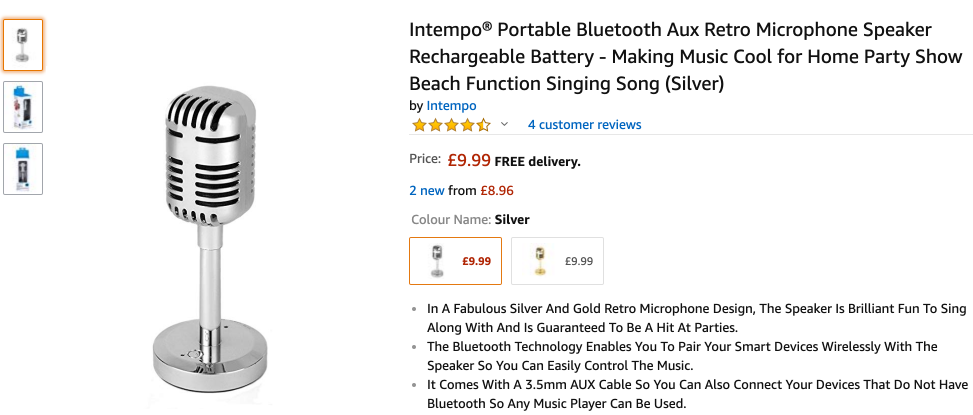 Intempo® Portable Bluetooth Aux Retro Microphone Speaker
Rechargeable Battery - Making Music Cool for Home Party Show
Beach Function Singing Song (Silver)
by Intempo
4 customer reviews
Price: £9.99 FREE delivery.
2 new from £8.96
Colour Name: Silver
£9.99 £9.99
In A Fabulous Silver And Gold Retro Microphone Design, The Speaker Is Brilliant Fun To Sing
Along With And Is Guaranteed To Be A Hit At Parties.
The Bluetooth Technology Enables You To Pair Your Smart Devices Wirelessly With The
Speaker So You Can Easily Control The Music.
It Comes With A 3.5mm AUX Cable So You Can Also Connect Your Devices That Do Not Have
Bluetooth So Any Music Player Can Be Used.